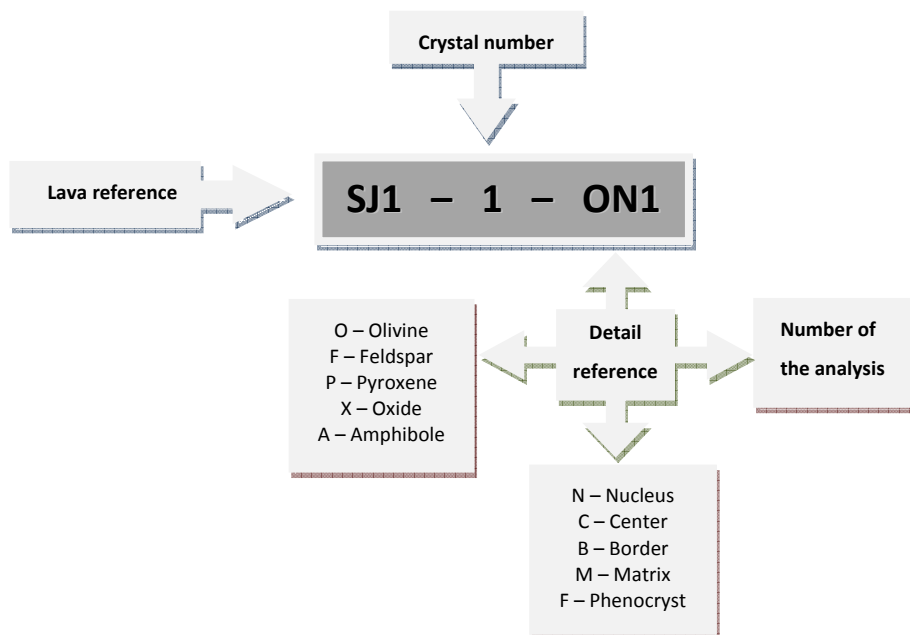 Crystal number
Lava reference
SJ1 – 1 – ON1
O – Olivine
F – Feldspar
P – Pyroxene
X – Oxide
A – Amphibole
Detail
reference
Number of
the analysis
N – Nucleus
C – Center
B – Border
M – Matrix
F – Phenocryst